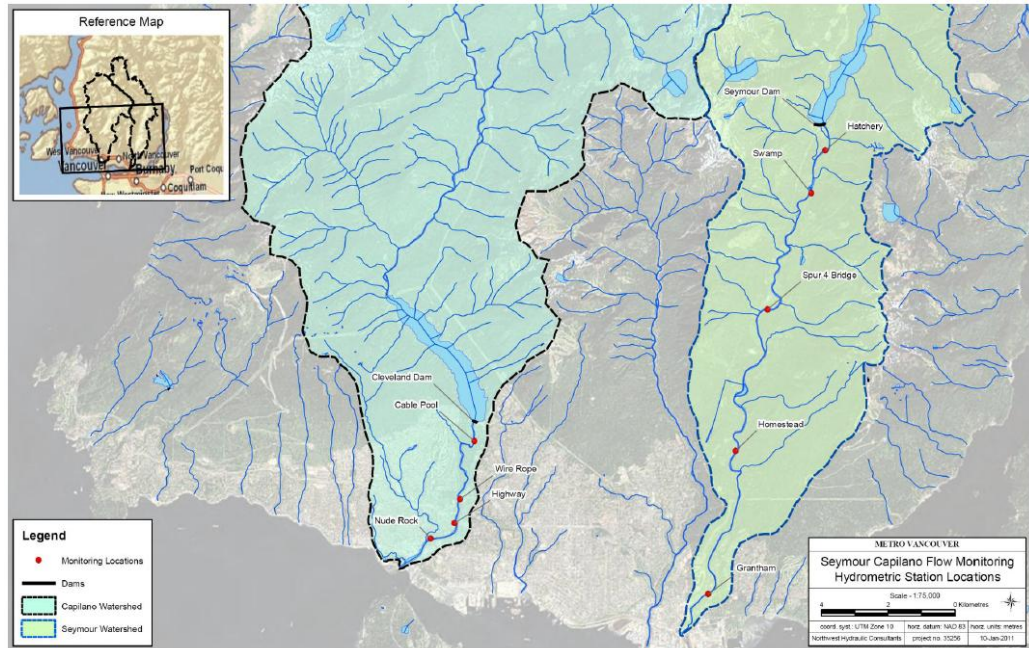 Reference Map
West Vancouver
North Vancouver
Vancouver
Burnaby
Port Coqu
Coquitlam
Seymour Dam
Hatchery
Swamp
Spur 4 Bridge
Cleveland Dam
Cable Pool
Homestead
Wire Rope
Highway
Nude Rock
Grantham
Legend
Monitoring Locations
Dams
Capilano Watershed
Seymour Watershed
METRO VANCOUVER
Seymour Capilano Flow Monitoring
Hydrometric Station Locations
Scale - 1:75,000
4 2 0 Kilometres
coord. syst.: UTM Zone 10 horz. datum: NAD 83 horz. units: metres
Northwest Hydraulic Consultants project no. 35256 10-Jan-2011